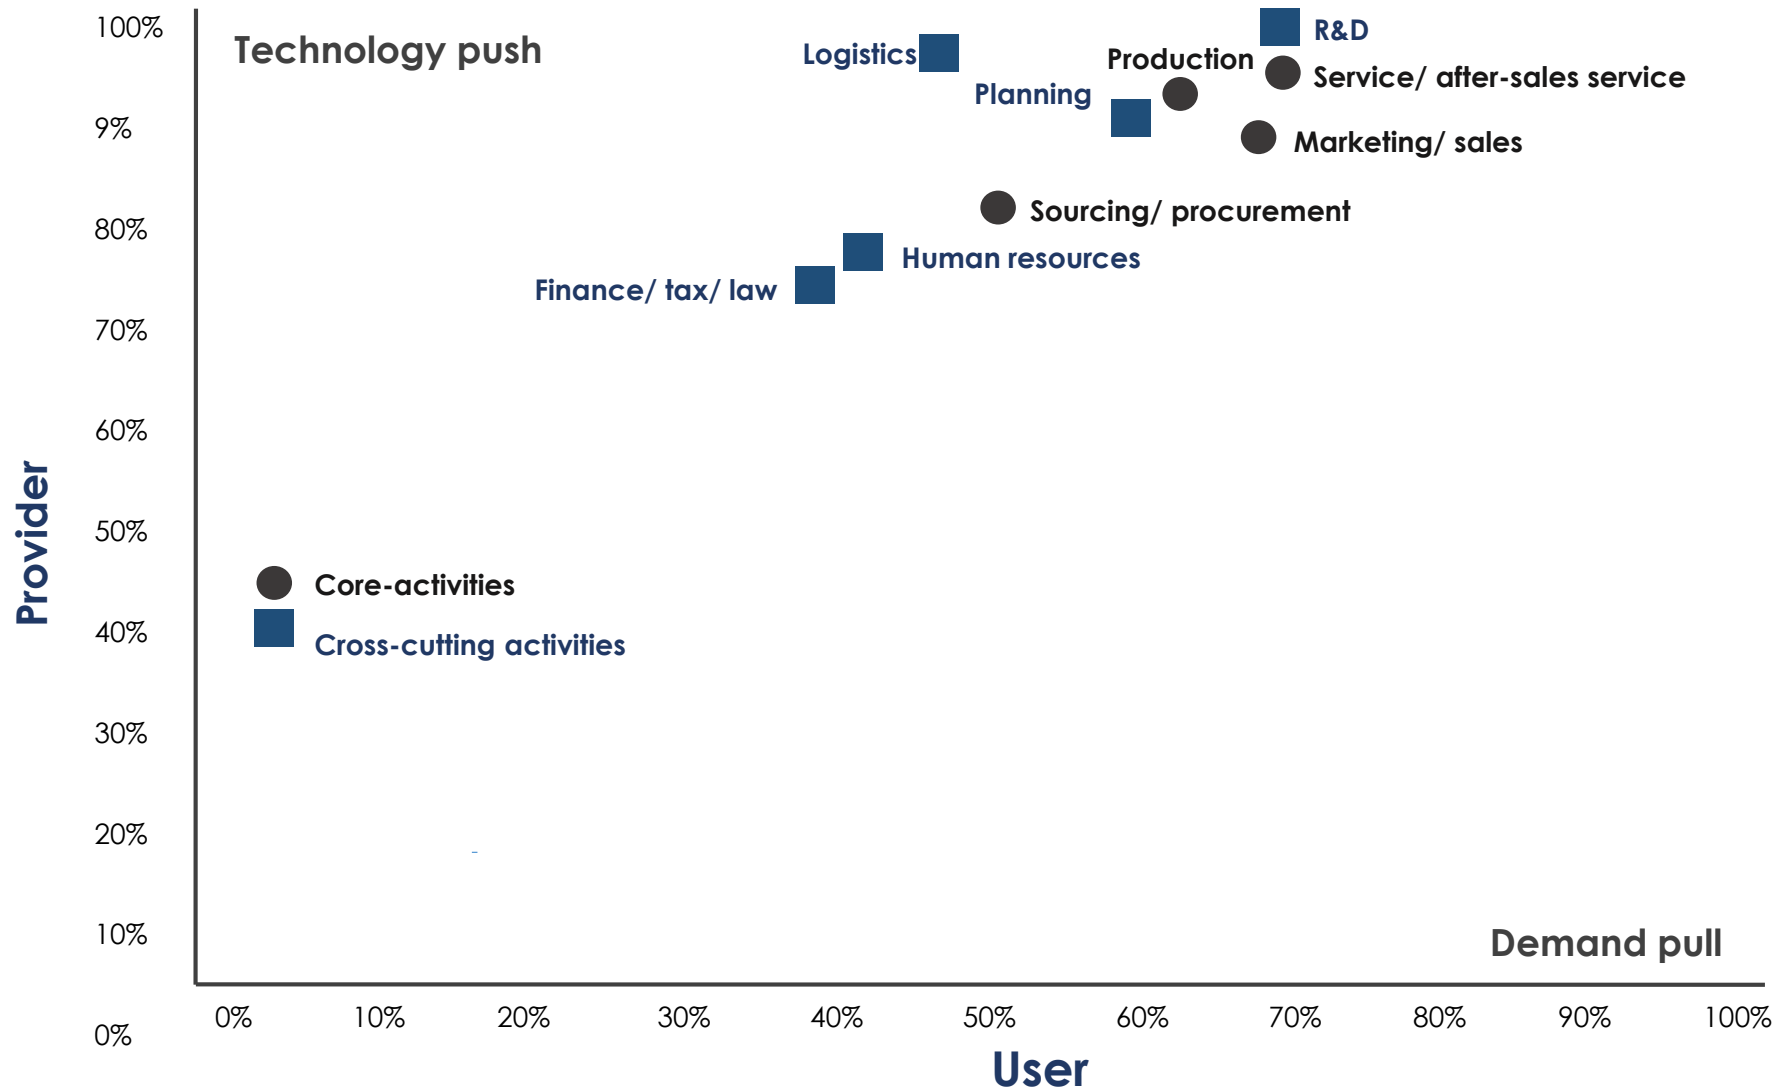 100%
Technology push
Logistics
R&D
Production
Service/ after-sales service
Planning
9%
Marketing/ sales
Sourcing/ procurement
80%
Human resources
Finance/ tax/ law
70%
60%
Provider
50%
Core-activities
40%
Cross-cutting activities
30%
20%
10%
Demand pull
0%
0% 10% 20% 30% 40% 50% 60% 70% 80% 90% 100%
User